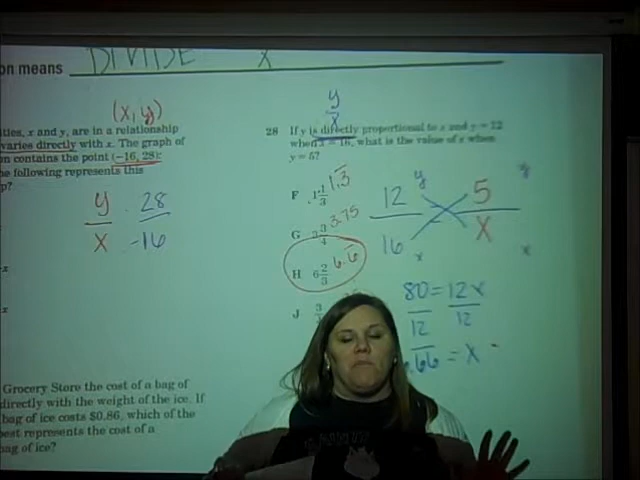 on means DIVIDE x
(x, y)
ities, x and y, are in a relationship
varies directly with x. The graph of
n contains the point (−16, 28).
e following represents this
p?
y 28
x -16
y
x
28 If y is directly proportional to x and y = 12
when x = 16, what is the value of x when
y = 5?
F 1 1/3 1.3
G 3 3/4 3.75
H 6 2/3 6.6
J
12 y 5 y
16 x X x
80 = 12x
12 12
.66 = x
Grocery Store the cost of a bag of
directly with the weight of the ice. If
bag of ice costs $0.86, which of the
best represents the cost of a
bag of ice?